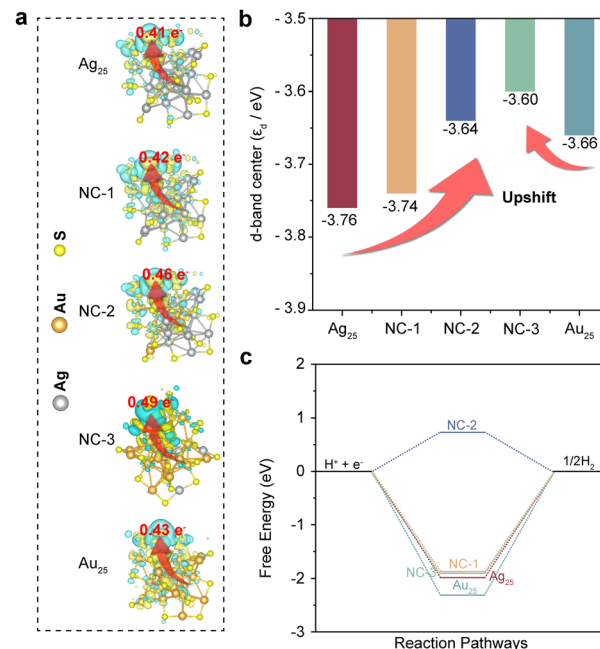 a
0.41 e-
Ag25
0.42 e-
NC-1
S
0.46 e-
Au
NC-2
Ag
0.49 e-
NC-3
0.43 e-
Au25
b
d-band center (εd / eV)
- 3.5
- 3.6
- 3.7
- 3.8
- 3.9
-3.76
-3.74
-3.64
-3.60
-3.66
Upshift
Ag25 NC-1 NC-2 NC-3 Au25
c
Free Energy (eV)
2
1
0
-1
-2
-3
NC-2
H+ + e-
1/2H2
NC-1
NC-3
Ag25
Au25
Reaction Pathways